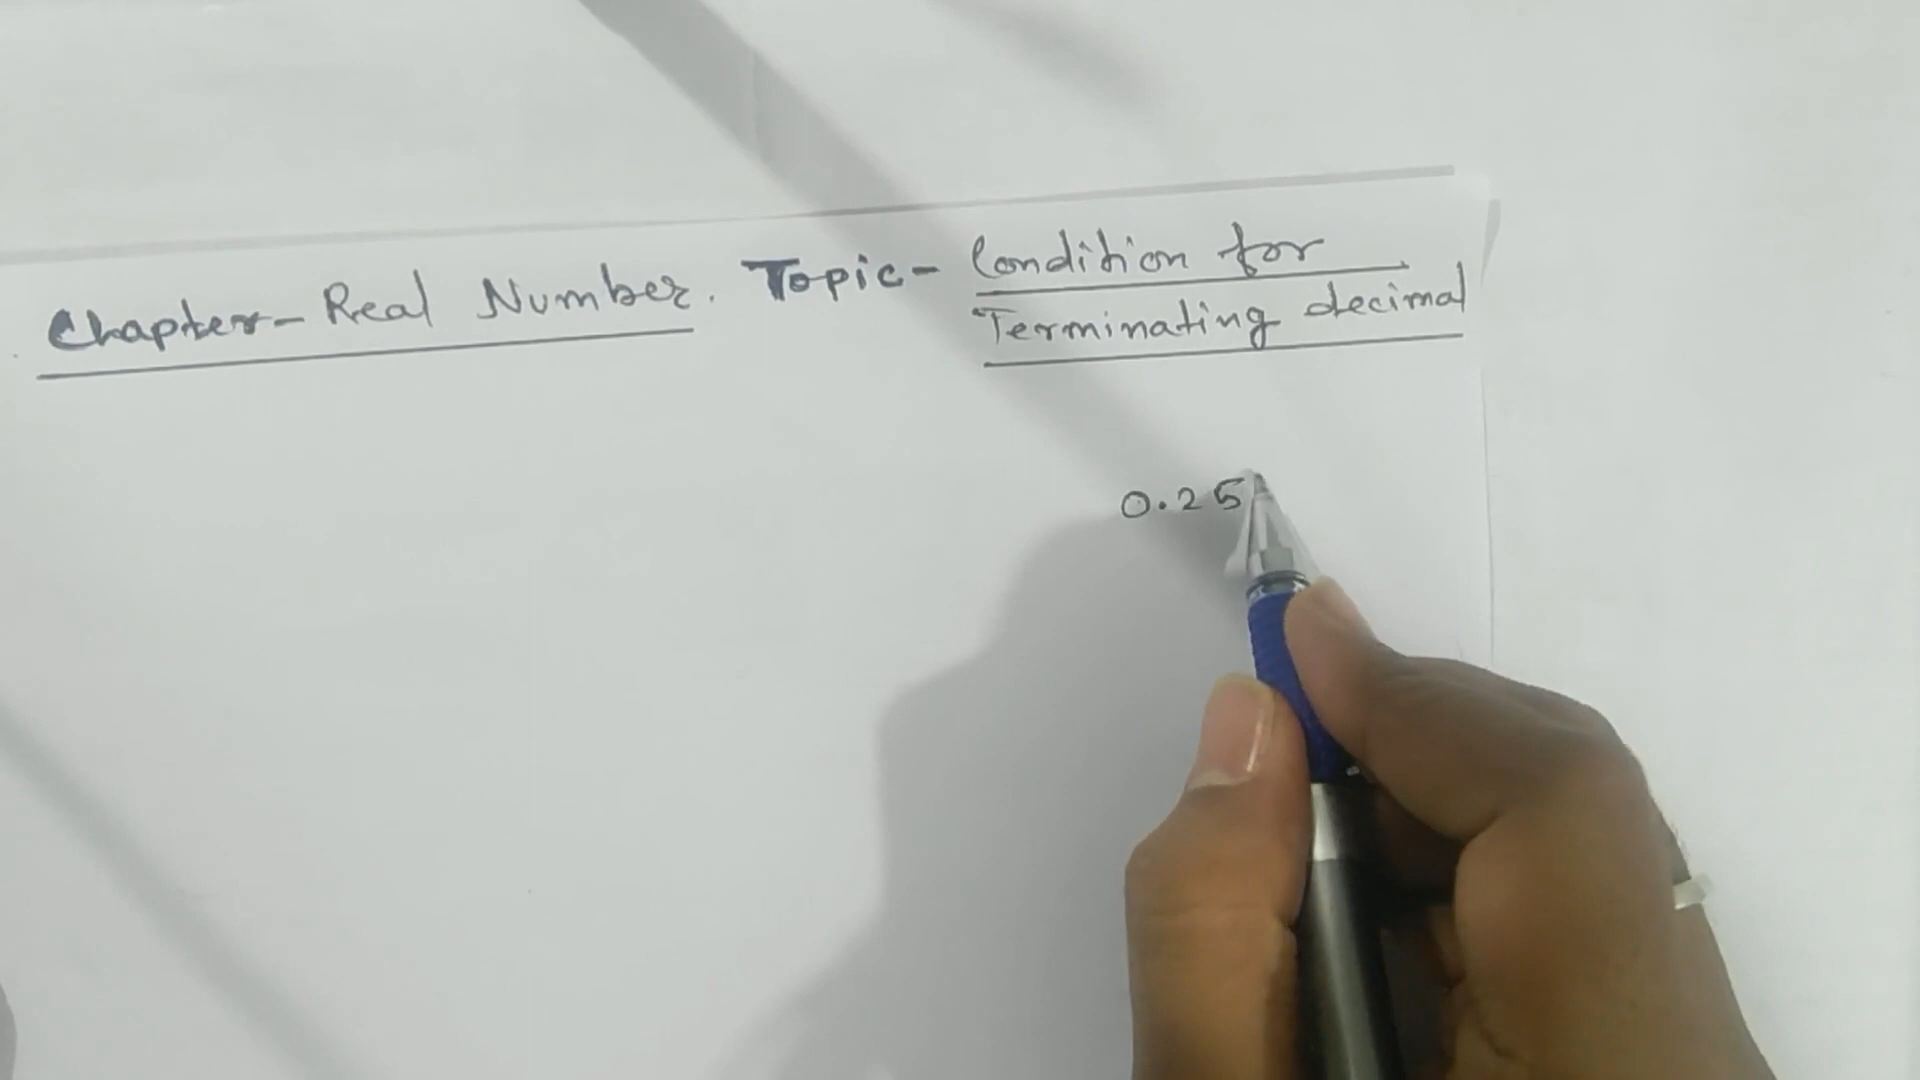 Chapter- Real Number. Topic- Condition for
Terminating decimal
0.25